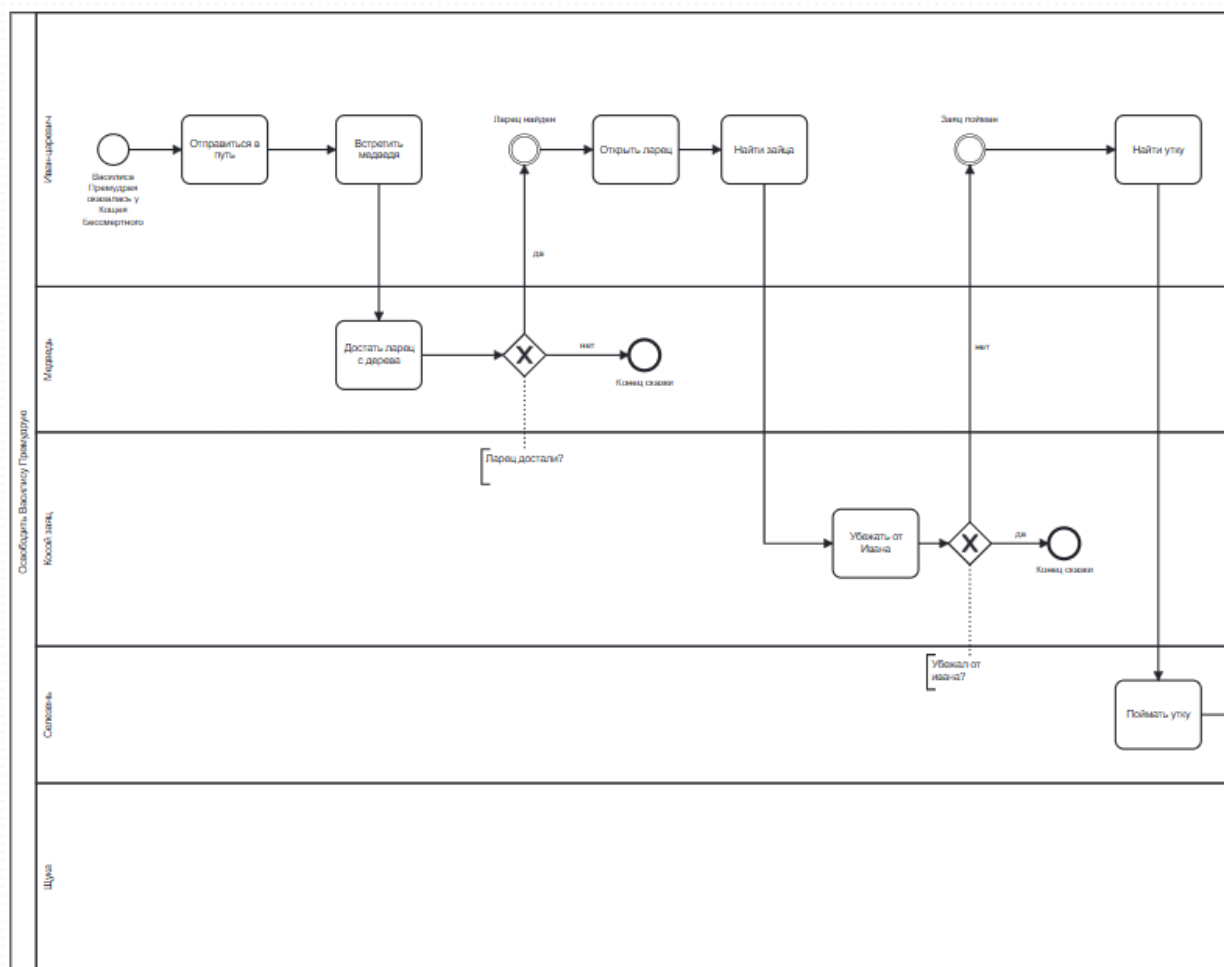 Освободить Василису Премудрую
Иван-царевич
Василиса
Премудрая
оказалась у
Кощея
Бессмертного
Отправиться в
путь
Встретить
медведя
Ларец найден
Открыть ларец
Найти зайца
Заяц пойман
Найти утку
да
Медведь
Достать ларец
с дерева
нет
Конец сказки
нет
Ларец достали?
Косой заяц
Убежать от
Ивана
да
Конец сказки
Убежал от
ивана?
Селезень
Поймать утку
Щука